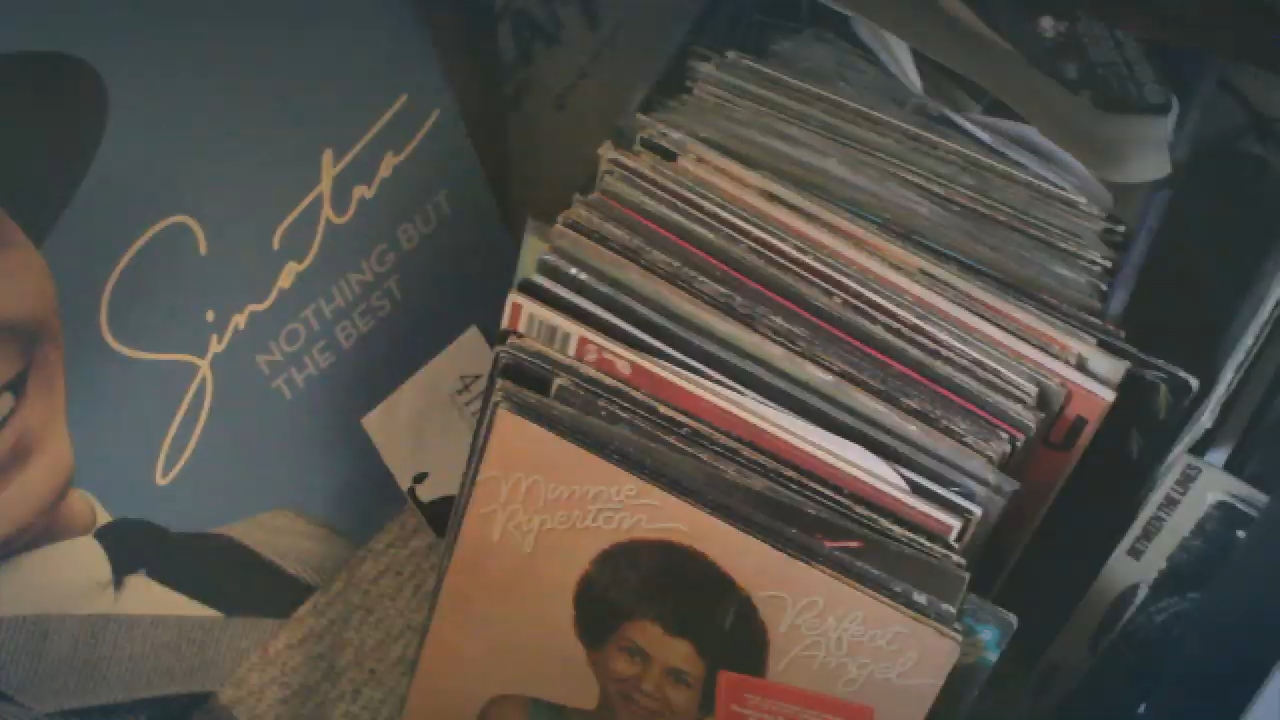 Sinatra
NOTHING BUT
THE BEST
Minnie
Riperton
Perfect
Angel
BETWEEN THE LINES